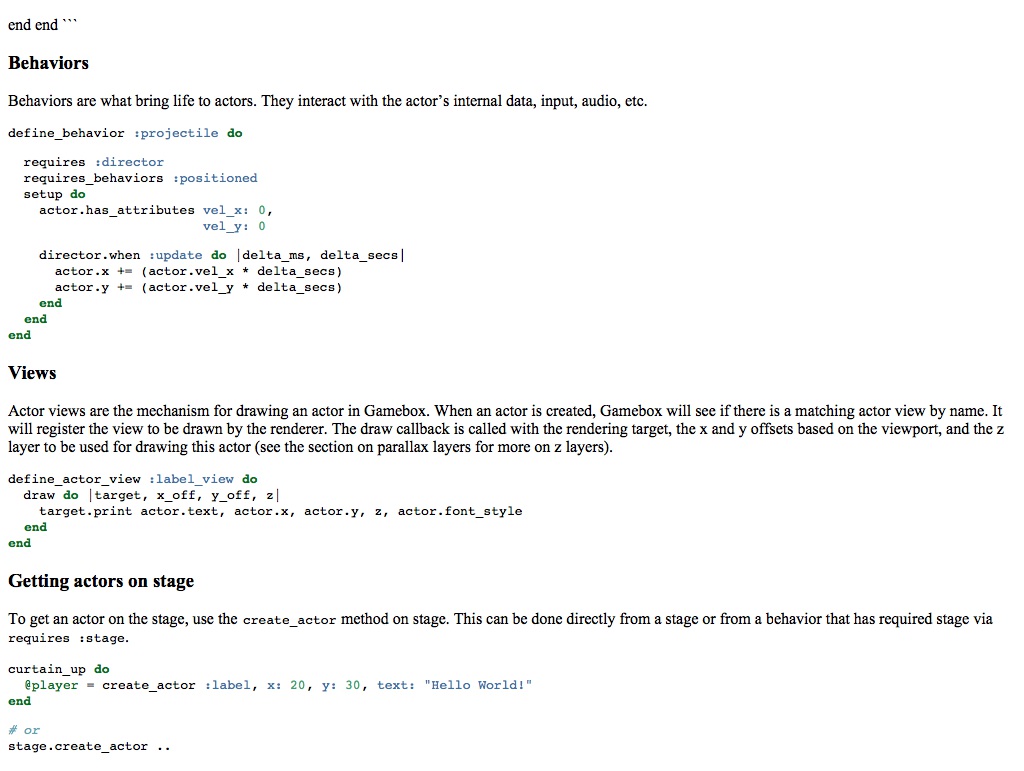 end end ```
Behaviors
Behaviors are what bring life to actors. They interact with the actor’s internal data, input, audio, etc.
define_behavior :projectile do
  requires :director
  requires_behaviors :positioned
  setup do
    actor.has_attributes vel_x: 0,
                         vel_y: 0
    director.when :update do |delta_ms, delta_secs|
      actor.x += (actor.vel_x * delta_secs)
      actor.y += (actor.vel_y * delta_secs)
    end
  end
end
Views
Actor views are the mechanism for drawing an actor in Gamebox. When an actor is created, Gamebox will see if there is a matching actor view by name. It
will register the view to be drawn by the renderer. The draw callback is called with the rendering target, the x and y offsets based on the viewport, and the z
layer to be used for drawing this actor (see the section on parallax layers for more on z layers).
define_actor_view :label_view do
  draw do |target, x_off, y_off, z|
    target.print actor.text, actor.x, actor.y, z, actor.font_style
  end
end
Getting actors on stage
To get an actor on the stage, use the create_actor method on stage. This can be done directly from a stage or from a behavior that has required stage via
requires :stage.
curtain_up do
  @player = create_actor :label, x: 20, y: 30, text: "Hello World!"
end
# or
stage.create_actor ..